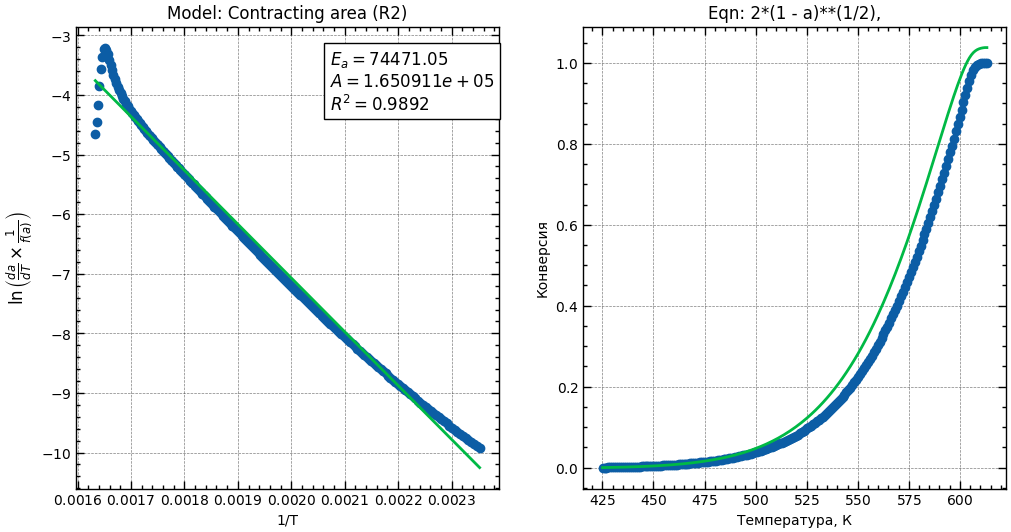 Model: Contracting area (R2)
−3
−4
−5
−6
−7
−8
−9
−10
ln(da/dT × 1/f(a))
E_a = 74471.05
A = 1.650911e + 05
R^2 = 0.9892
0.0016 0.0017 0.0018 0.0019 0.0020 0.0021 0.0022 0.0023
1/T
Eqn: 2*(1 - a)**(1/2),
1.0
0.8
0.6
0.4
0.2
0.0
Конверсия
425 450 475 500 525 550 575 600
Температура, К